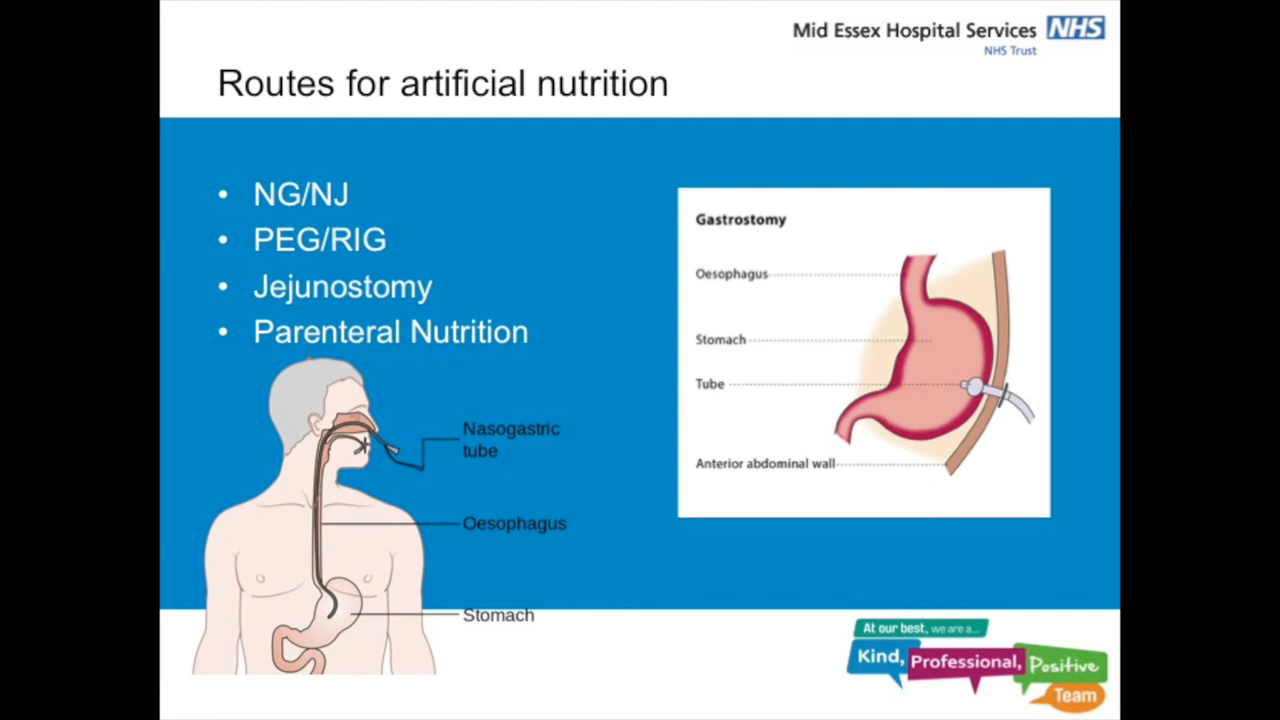 Mid Essex Hospital Services NHS
NHS Trust
Routes for artificial nutrition
• NG/NJ
• PEG/RIG
• Jejunostomy
• Parenteral Nutrition
Nasogastric
tube
Oesophagus
Stomach
Gastrostomy
Oesophagus
Stomach
Tube
Anterior abdominal wall
At our best, we are a...
Kind, Professional, Positive
Team